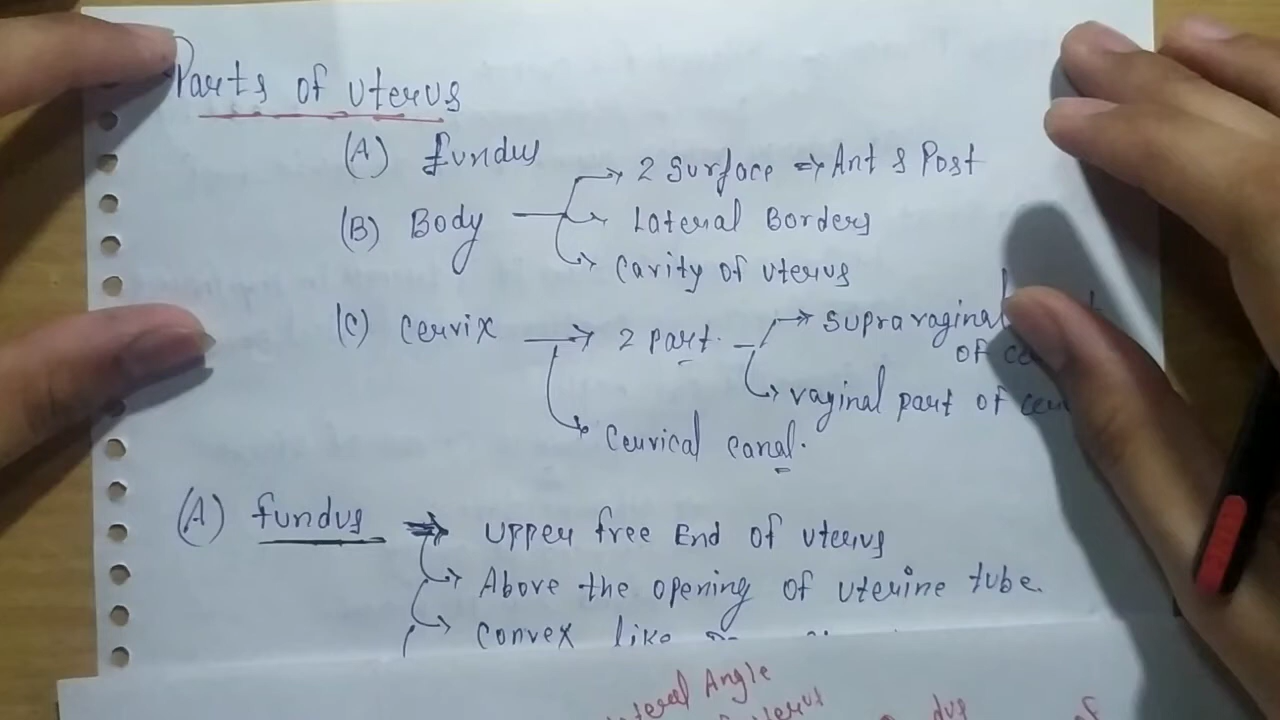 Parts of uterus
(A) fundus
2 Surface ⇒ Ant & Post
(B) Body
Lateral Borders
Cavity of uterus
(C) Cervix → 2 part.
Supravaginal
of
vaginal part of
Cervical canal.
(A) fundus ⇒ Upper free End of uterus
Above the opening of uterine tube.
Convex like
Angle